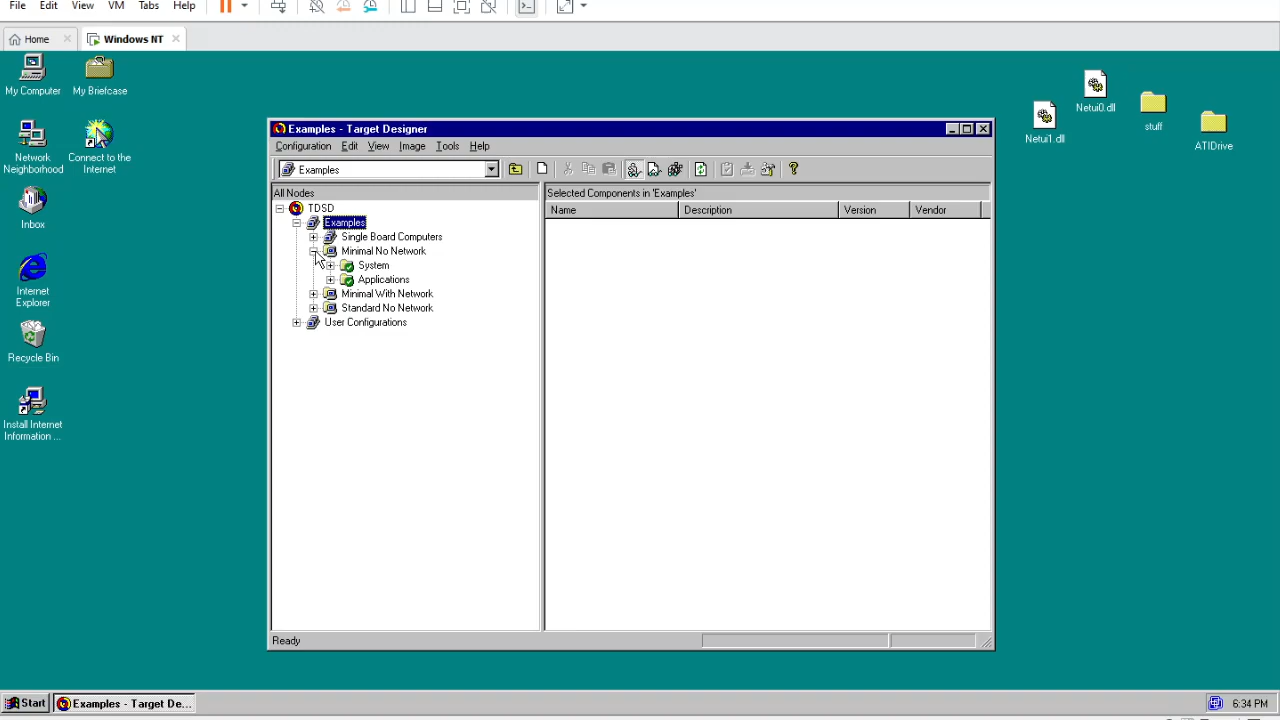 File Edit View VM Tabs Help
Home
Windows NT
My Computer
My Briefcase
Network Neighborhood
Connect to the Internet
Inbox
Internet Explorer
Recycle Bin
Install Internet Information ...
Netui0.dll
Netui1.dll
stuff
ATIDrive
Examples - Target Designer
Configuration Edit View Image Tools Help
Examples
All Nodes
Selected Components in 'Examples'
Name Description Version Vendor
TDSD
Examples
Single Board Computers
Minimal No Network
System
Applications
Minimal With Network
Standard No Network
User Configurations
Ready
Start
Examples - Target De...
6:34 PM